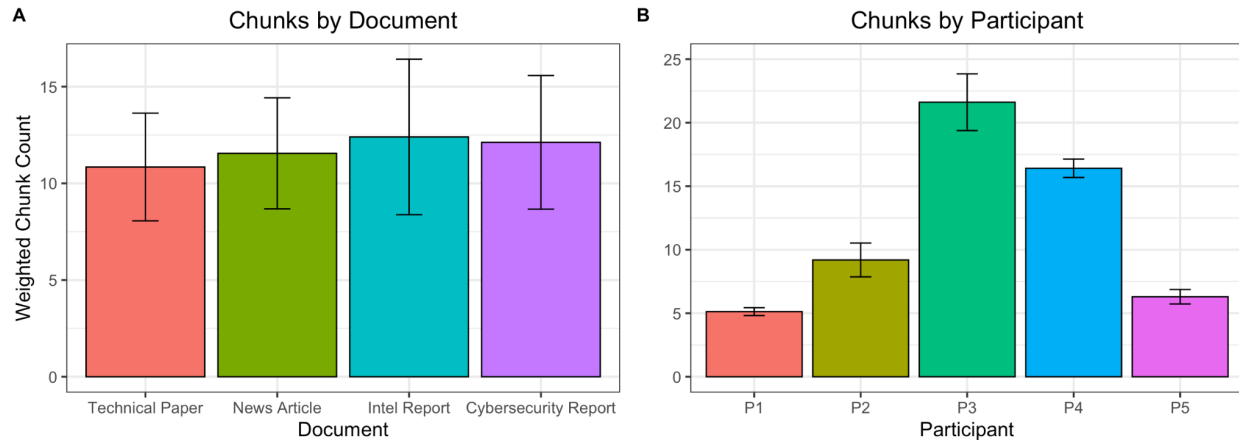 A
Chunks by Document
Weighted Chunk Count
15
10
5
0
Technical Paper
News Article
Intel Report
Cybersecurity Report
Document
B
Chunks by Participant
25
20
15
10
5
0
P1
P2
P3
P4
P5
Participant